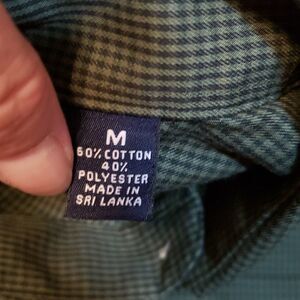 M
60% COTTON
40%
POLYESTER
MADE IN
SRI LANKA